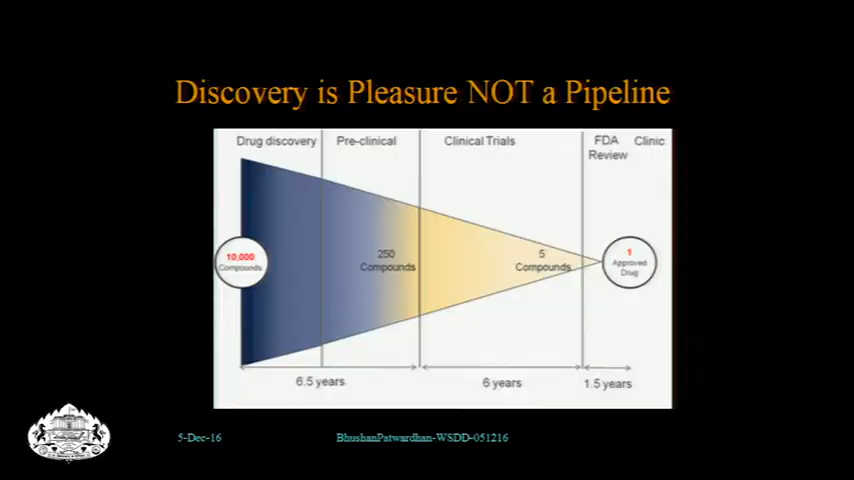 Discovery is Pleasure NOT a Pipeline
Drug discovery
Pre-clinical
Clinical Trials
FDA
Review
Clinic
10,000
Compounds
250
Compounds
5
Compounds
1
Approved
Drug
6.5 years
6 years
1.5 years
5-Dec-16
BhushanPatwardhan-WSDD-051216